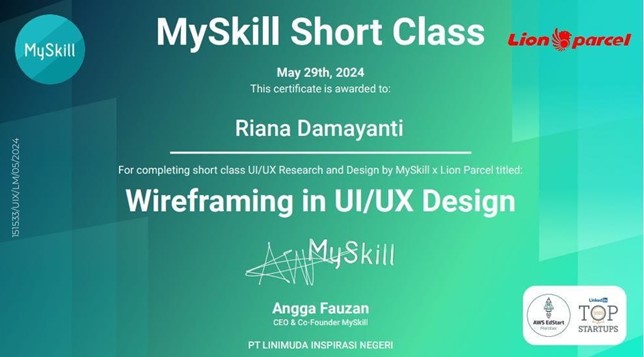 MySkill
MySkill Short Class
Lion parcel
May 29th, 2024
This certificate is awarded to:
Riana Damayanti
151533/UIX/LM/05/2024
For completing short class UI/UX Research and Design by MySkill x Lion Parcel titled:
Wireframing in UI/UX Design
MySkill
Angga Fauzan
CEO & Co-Founder MySkill
PT LINIMUDA INSPIRASI NEGERI
AWS EdStart
Member
LinkedIn
TOP
STARTUPS